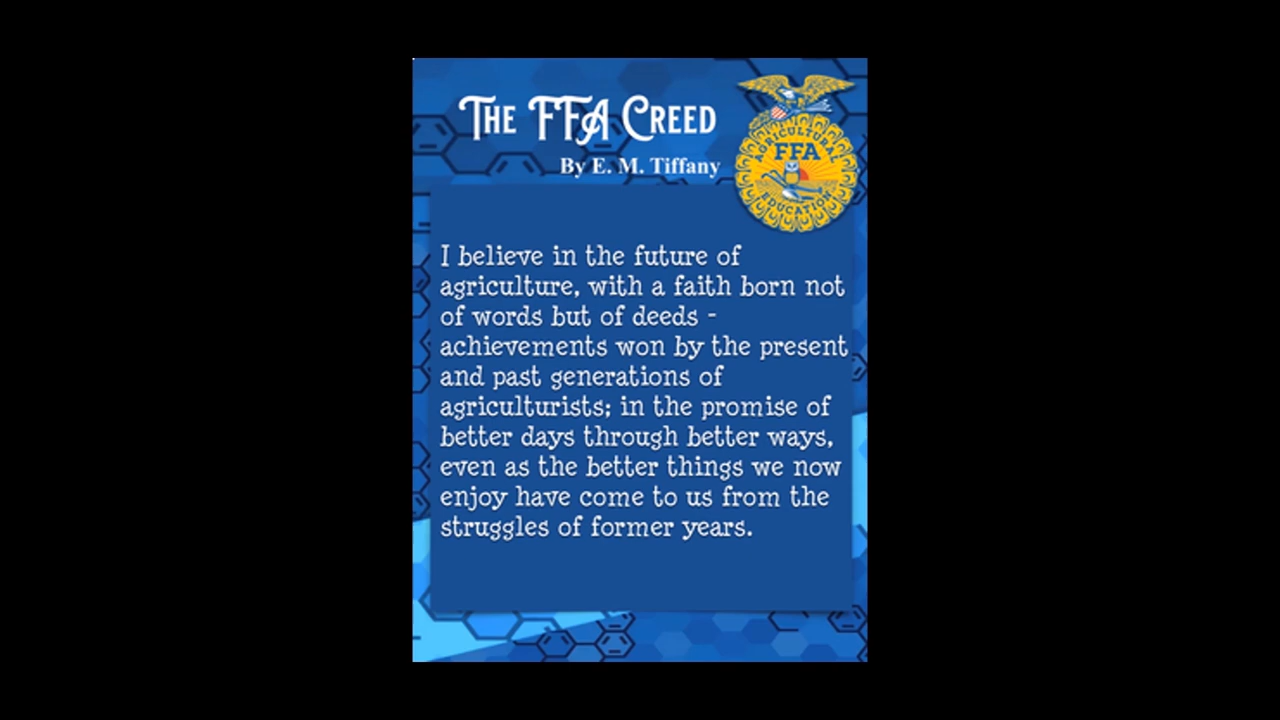 The FFA Creed
By E. M. Tiffany
AGRICULTURAL
FFA
EDUCATION
I believe in the future of
agriculture, with a faith born not
of words but of deeds -
achievements won by the present
and past generations of
agriculturists; in the promise of
better days through better ways,
even as the better things we now
enjoy have come to us from the
struggles of former years.